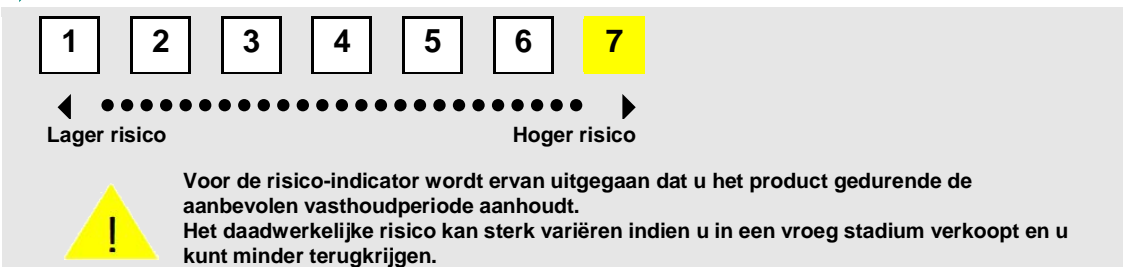 1 2 3 4 5 6 7
Lager risico Hoger risico
Voor de risico-indicator wordt ervan uitgegaan dat u het product gedurende de
aanbevolen vasthoudperiode aanhoudt.
! Het daadwerkelijke risico kan sterk variëren indien u in een vroeg stadium verkoopt en u
kunt minder terugkrijgen.